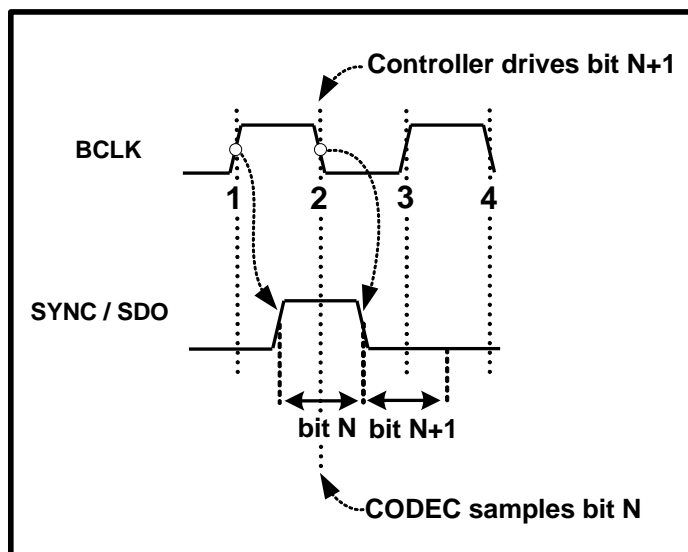 Controller drives bit N+1
BCLK
1 2 3 4
SYNC / SDO
bit N bit N+1
CODEC samples bit N